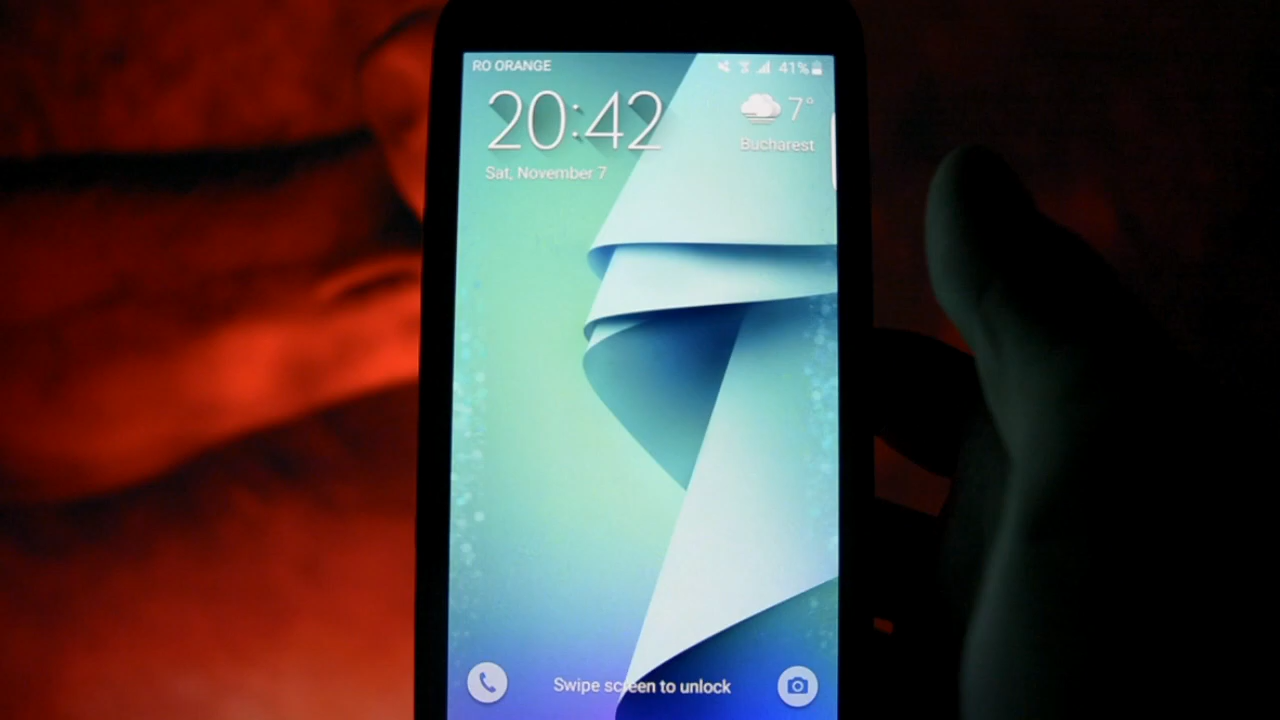 RO ORANGE 41%
20:42 7°
Bucharest
Sat, November 7
Swipe screen to unlock